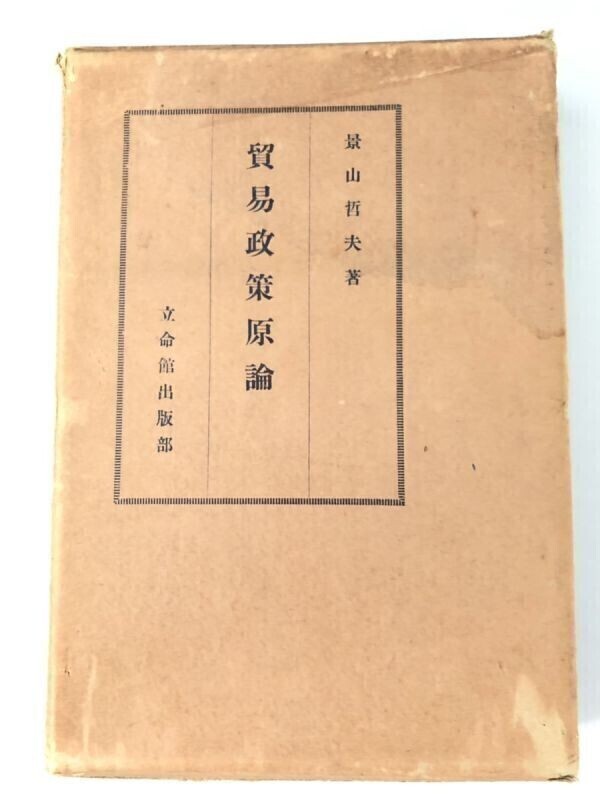 景山哲夫著
貿易政策原論
立命館出版部